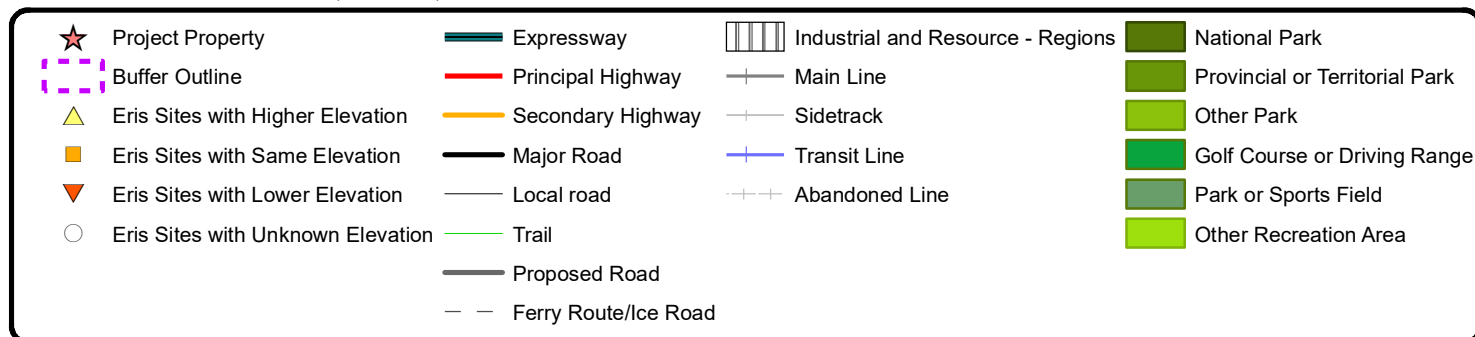 Project Property
Buffer Outline
Eris Sites with Higher Elevation
Eris Sites with Same Elevation
Eris Sites with Lower Elevation
Eris Sites with Unknown Elevation
Expressway
Principal Highway
Secondary Highway
Major Road
Local road
Trail
Proposed Road
Ferry Route/Ice Road
Industrial and Resource - Regions
Main Line
Sidetrack
Transit Line
Abandoned Line
National Park
Provincial or Territorial Park
Other Park
Golf Course or Driving Range
Park or Sports Field
Other Recreation Area